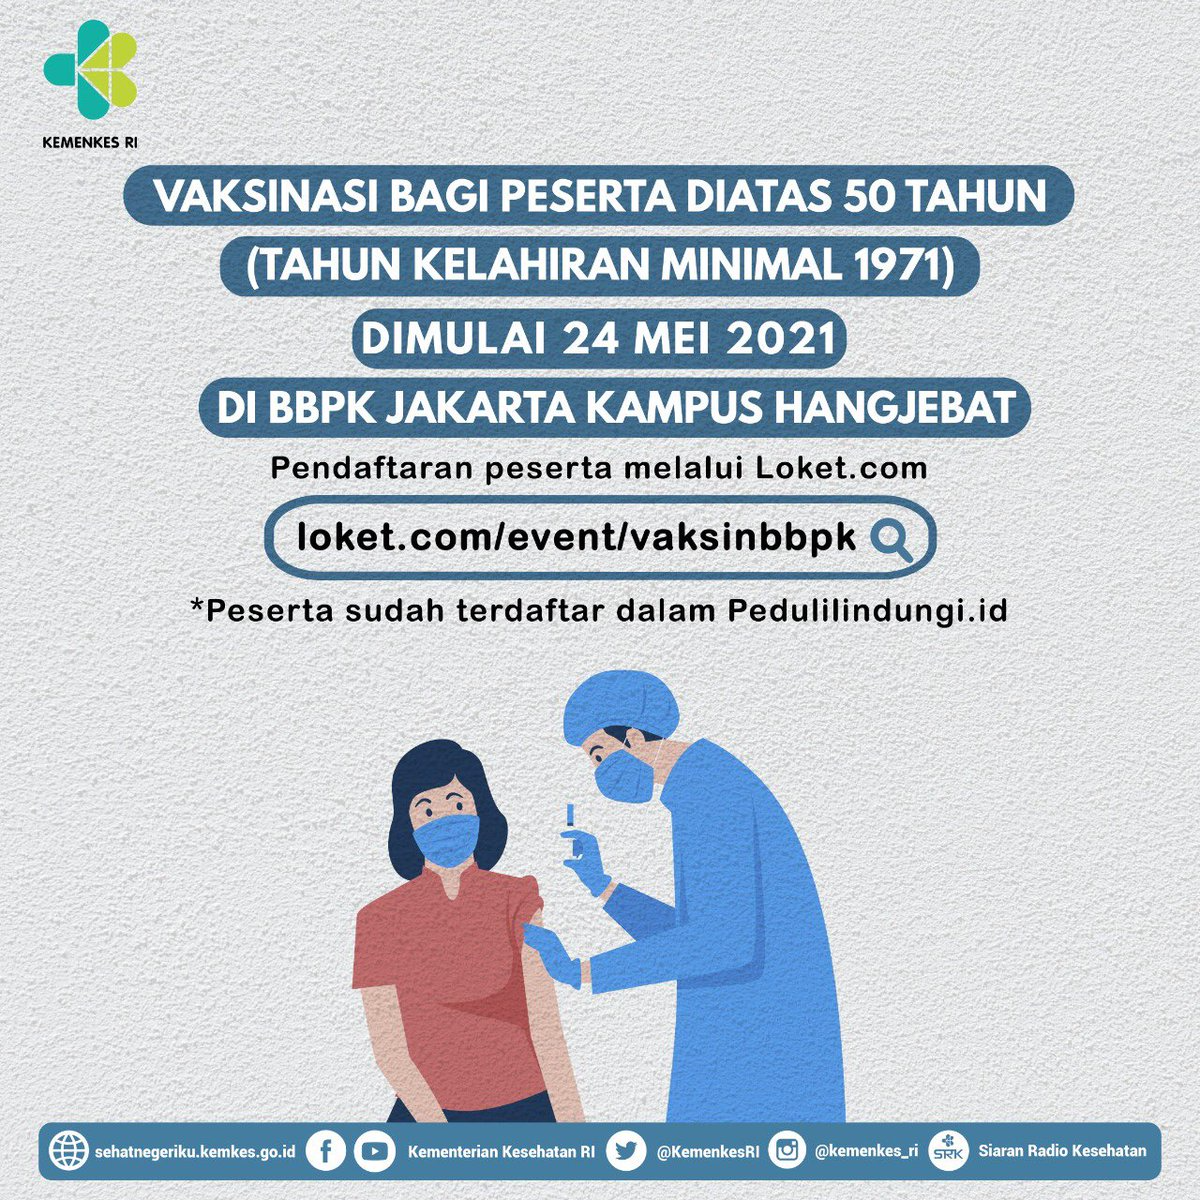 KEMENKES RI
VAKSINASI BAGI PESERTA DIATAS 50 TAHUN
(TAHUN KELAHIRAN MINIMAL 1971)
DIMULAI 24 MEI 2021
DI BBPK JAKARTA KAMPUS HANGJEBAT
Pendaftaran peserta melalui Loket.com
loket.com/event/vaksinbbpk
*Peserta sudah terdaftar dalam Pedulilindungi.id
sehatnegeriku.kemkes.go.id Kementerian Kesehatan RI @KemenkesRI @kemenkes_ri SRK Siaran Radio Kesehatan